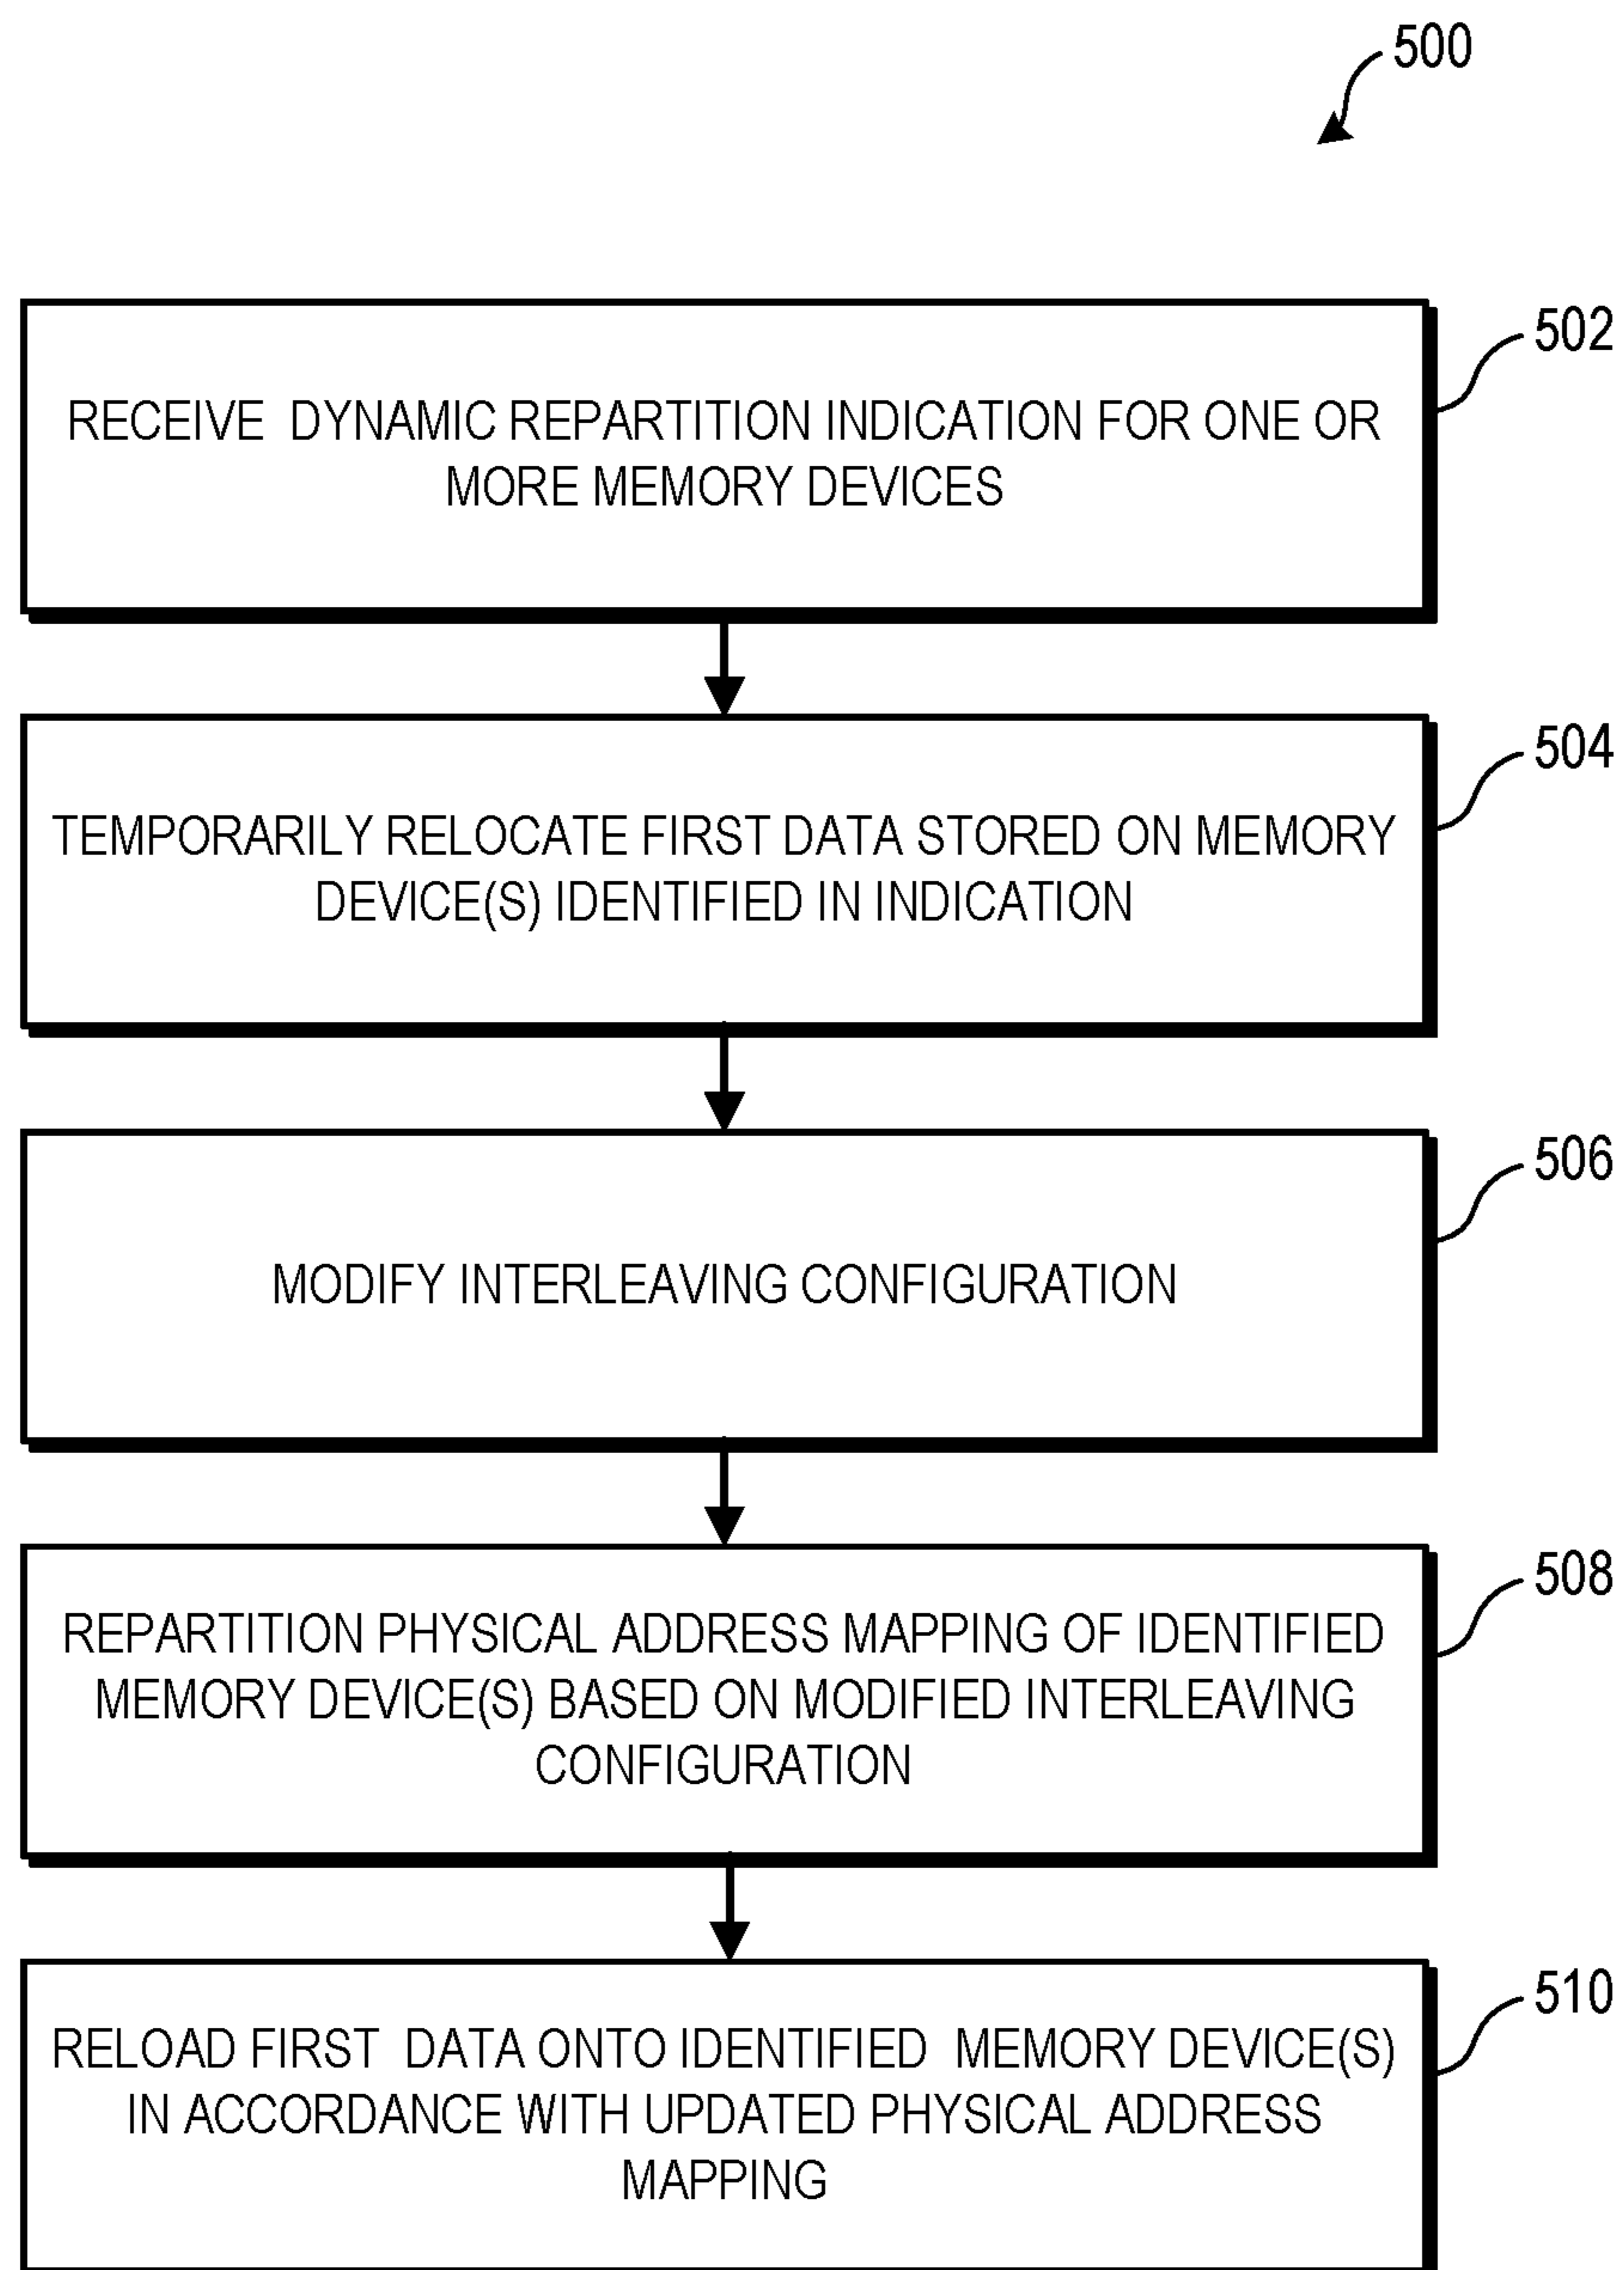 500
502
RECEIVE DYNAMIC REPARTITION INDICATION FOR ONE OR
MORE MEMORY DEVICES
504
TEMPORARILY RELOCATE FIRST DATA STORED ON MEMORY
DEVICE(S) IDENTIFIED IN INDICATION
506
MODIFY INTERLEAVING CONFIGURATION
508
REPARTITION PHYSICAL ADDRESS MAPPING OF IDENTIFIED
MEMORY DEVICE(S) BASED ON MODIFIED INTERLEAVING
CONFIGURATION
510
RELOAD FIRST DATA ONTO IDENTIFIED MEMORY DEVICE(S)
IN ACCORDANCE WITH UPDATED PHYSICAL ADDRESS
MAPPING